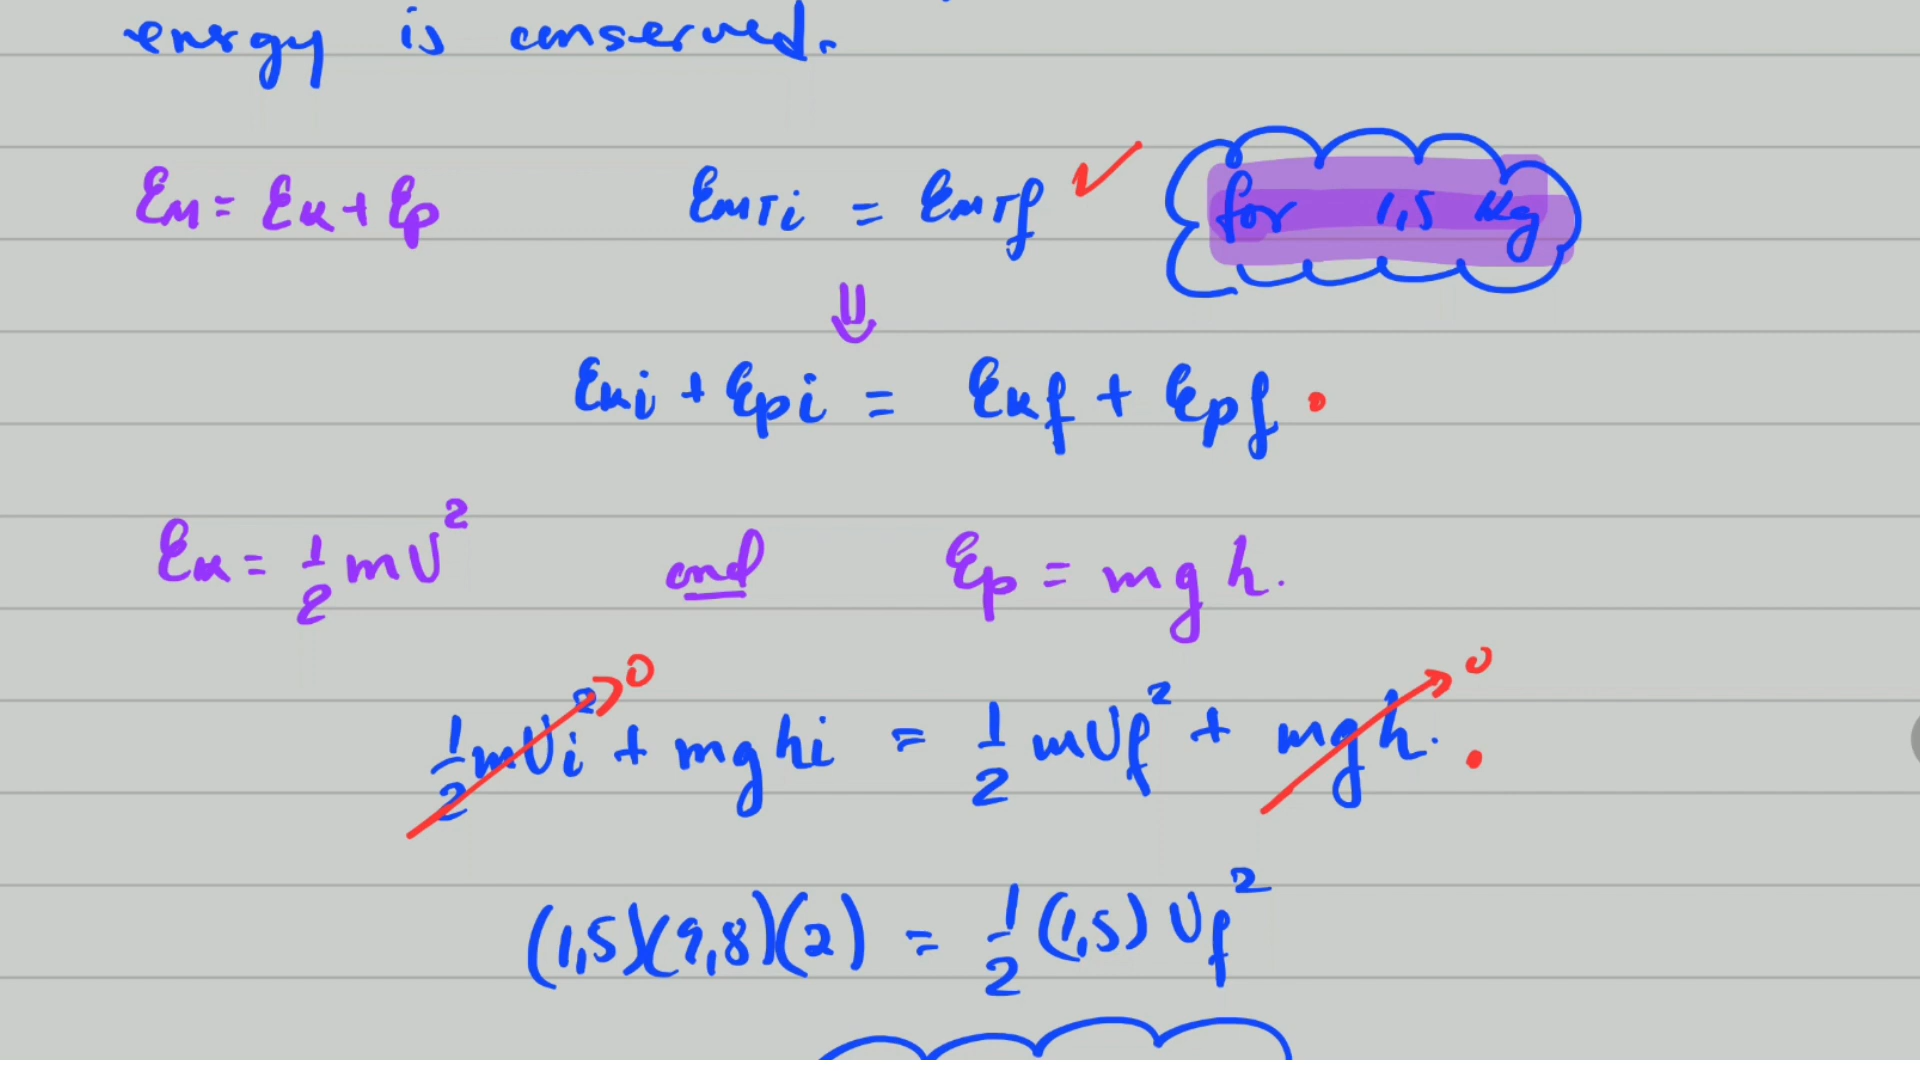 energy is conserved.
EM = EK + EP EMTi = EMTf ✓ for 1,5 kg
⇓
EKi + EPi = EKf + EPf .
EK = 1/2 mv² and EP = mgh.
1/2 mvi² → 0 + mghi = 1/2 mvf² + mgh. → 0 .
(1,5)(9,8)(2) = 1/2 (1,5) vf²